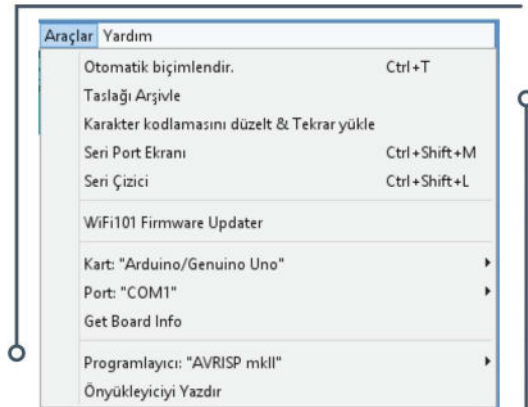 Araçlar Yardım
Otomatik biçimlendir. Ctrl+T
Taslağı Arşivle
Karakter kodlamasını düzelt & Tekrar yükle
Seri Port Ekranı Ctrl+Shift+M
Seri Çizici Ctrl+Shift+L
WiFi101 Firmware Updater
Kart: "Arduino/Genuino Uno"
Port: "COM1"
Get Board Info
Programlayıcı: "AVRISP mkII"
Önyükleyiciyi Yazdır